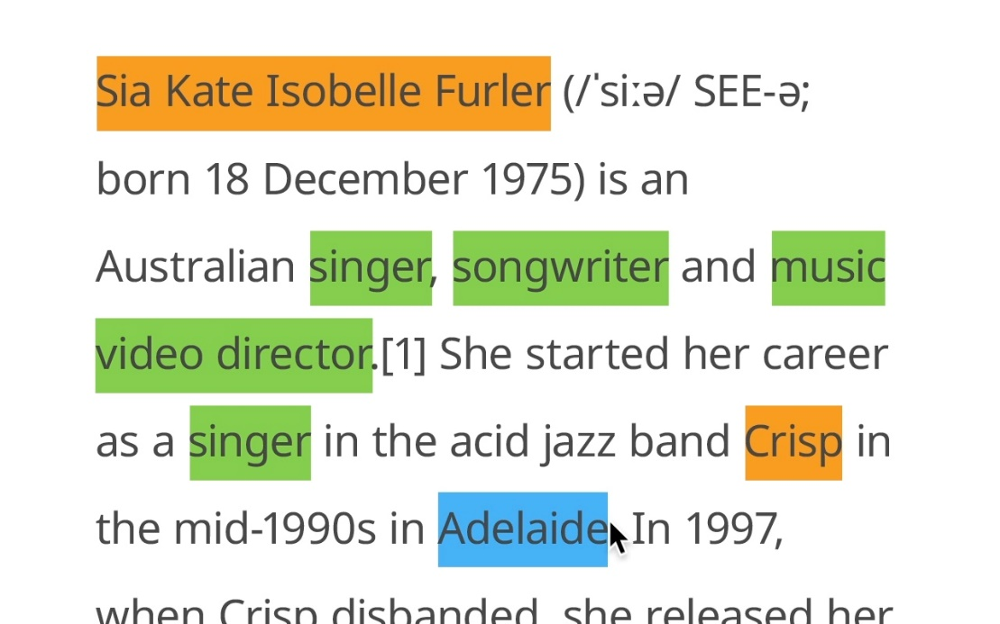 Sia Kate Isobelle Furler (/ˈsiːə/ SEE-ə;
born 18 December 1975) is an
Australian singer, songwriter and music
video director.[1] She started her career
as a singer in the acid jazz band Crisp in
the mid-1990s in Adelaide. In 1997,
when Crisp disbanded, she released her